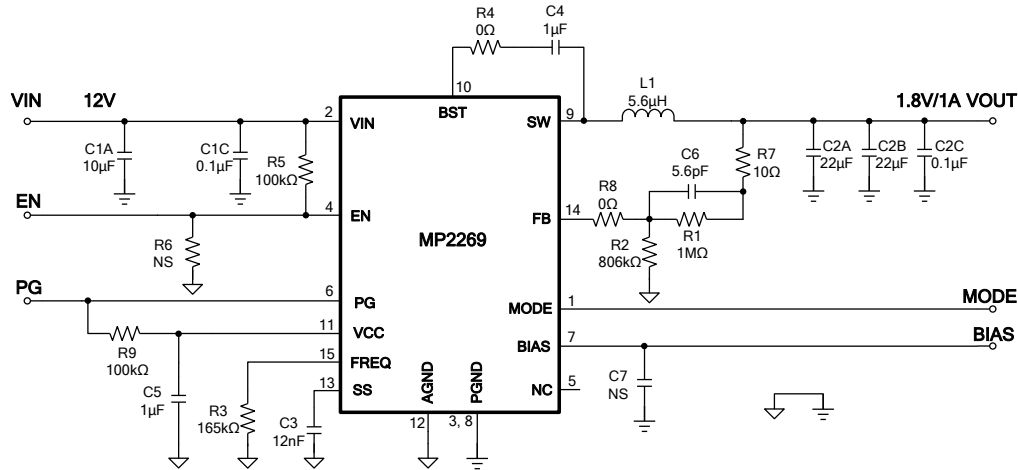 R4
0Ω
C4
1µF
10
BST
VIN
12V
2
VIN
SW
9
L1
5.6µH
1.8V/1A VOUT
C1A
10µF
C1C
0.1µF
R5
100kΩ
C6
5.6pF
R7
10Ω
C2A
22µF
C2B
22µF
C2C
0.1µF
EN
4
EN
R6
NS
MP2269
FB
14
R8
0Ω
R2
806kΩ
R1
1MΩ
PG
6
PG
MODE
1
MODE
R9
100kΩ
11
VCC
BIAS
7
BIAS
15
FREQ
C5
1µF
13
SS
NC
5
C7
NS
R3
165kΩ
C3
12nF
AGND
PGND
12
3, 8